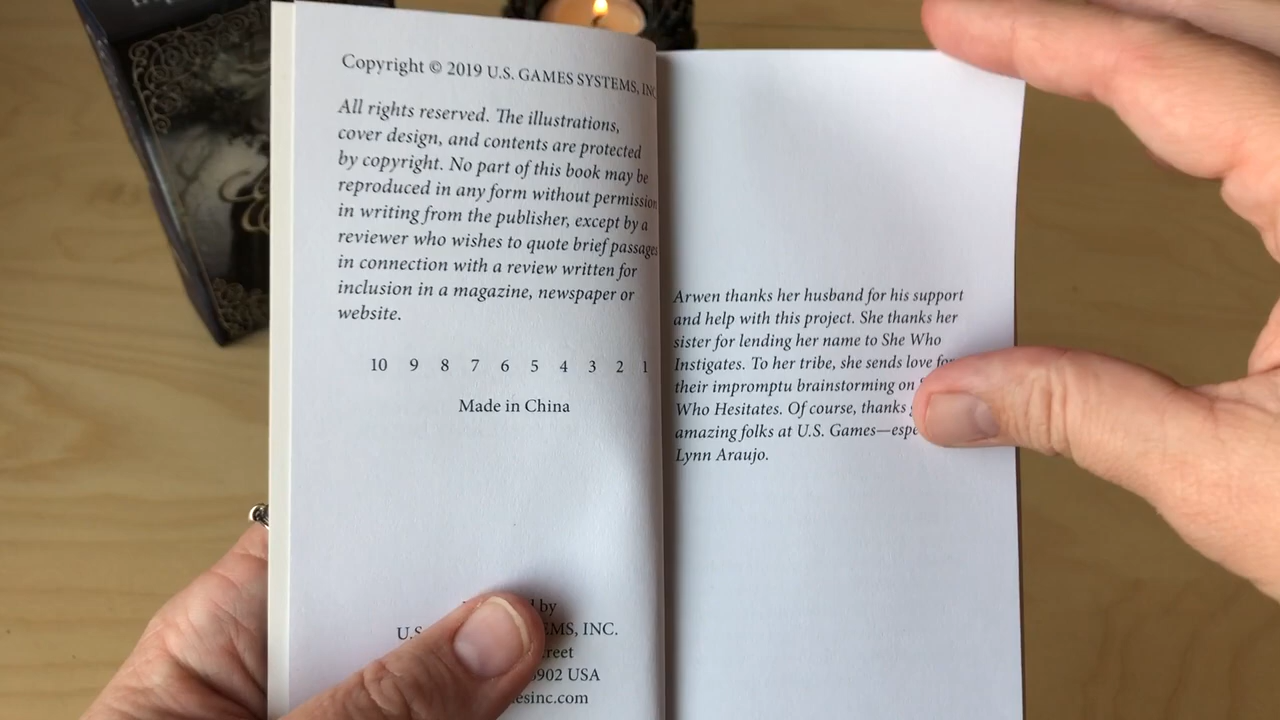 Copyright © 2019 U.S. GAMES SYSTEMS, INC
All rights reserved. The illustrations,
cover design, and contents are protected
by copyright. No part of this book may be
reproduced in any form without permission
in writing from the publisher, except by a
reviewer who wishes to quote brief passages
in connection with a review written for
inclusion in a magazine, newspaper or
website.
10 9 8 7 6 5 4 3 2 1
Made in China
by
INC.
USA
Arwen thanks her husband for his support
and help with this project. She thanks her
sister for lending her name to She Who
Instigates. To her tribe, she sends love for
their impromptu brainstorming on
Who Hesitates. Of course, thanks
amazing folks at U.S. Games—
Lynn Araujo.